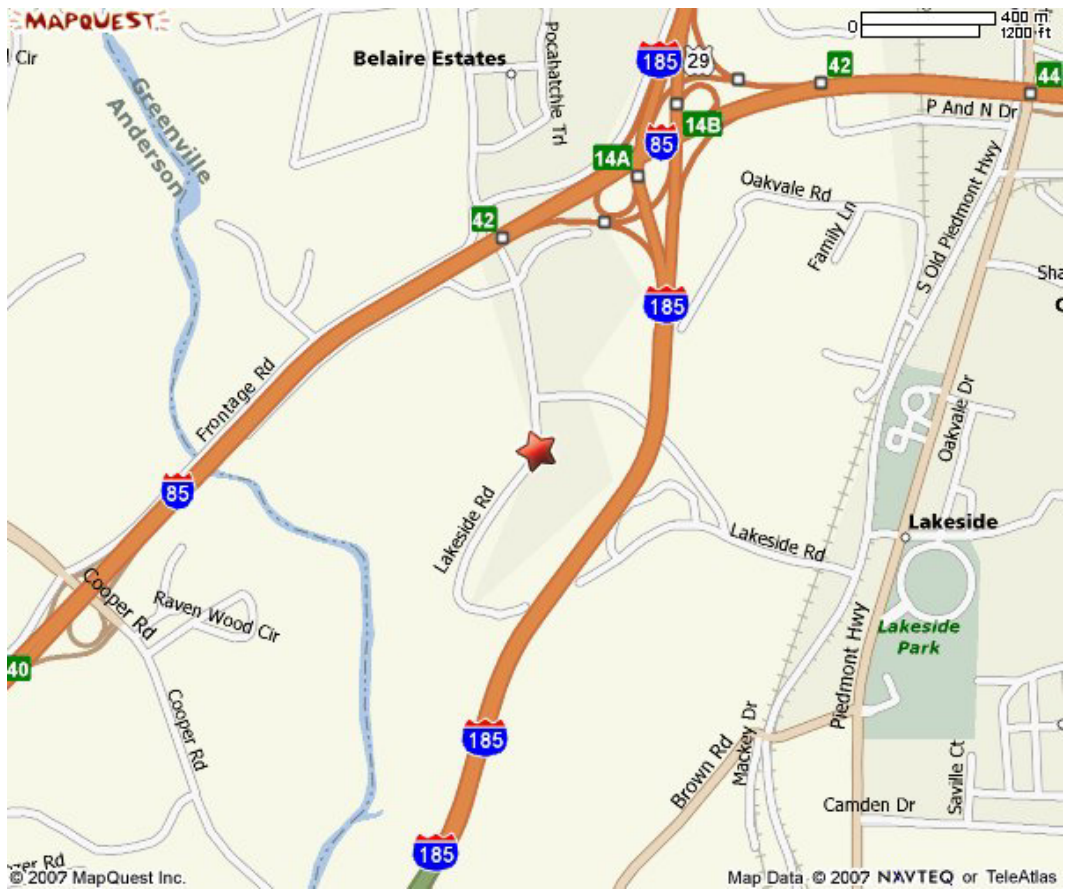 MAPQUEST
0
400 m
1200 ft
Cir
Belaire Estates
Pocahatchie Trl
185
29
42
44
P And N Dr
14B
85
14A
Greenville
Anderson
Oakvale Rd
S Old Piedmont Hwy
Family Ln
42
Sha
185
Frontage Rd
Oakvale Dr
85
Lakeside Rd
Lakeside
Lakeside Rd
Cooper Rd
Raven Wood Cir
Lakeside
Park
40
Piedmont Hwy
Cooper Rd
185
Mackey Dr
Brown Rd
Saville Ct
Camden Dr
185
© 2007 MapQuest Inc.
Map Data © 2007 NAVTEQ or TeleAtlas